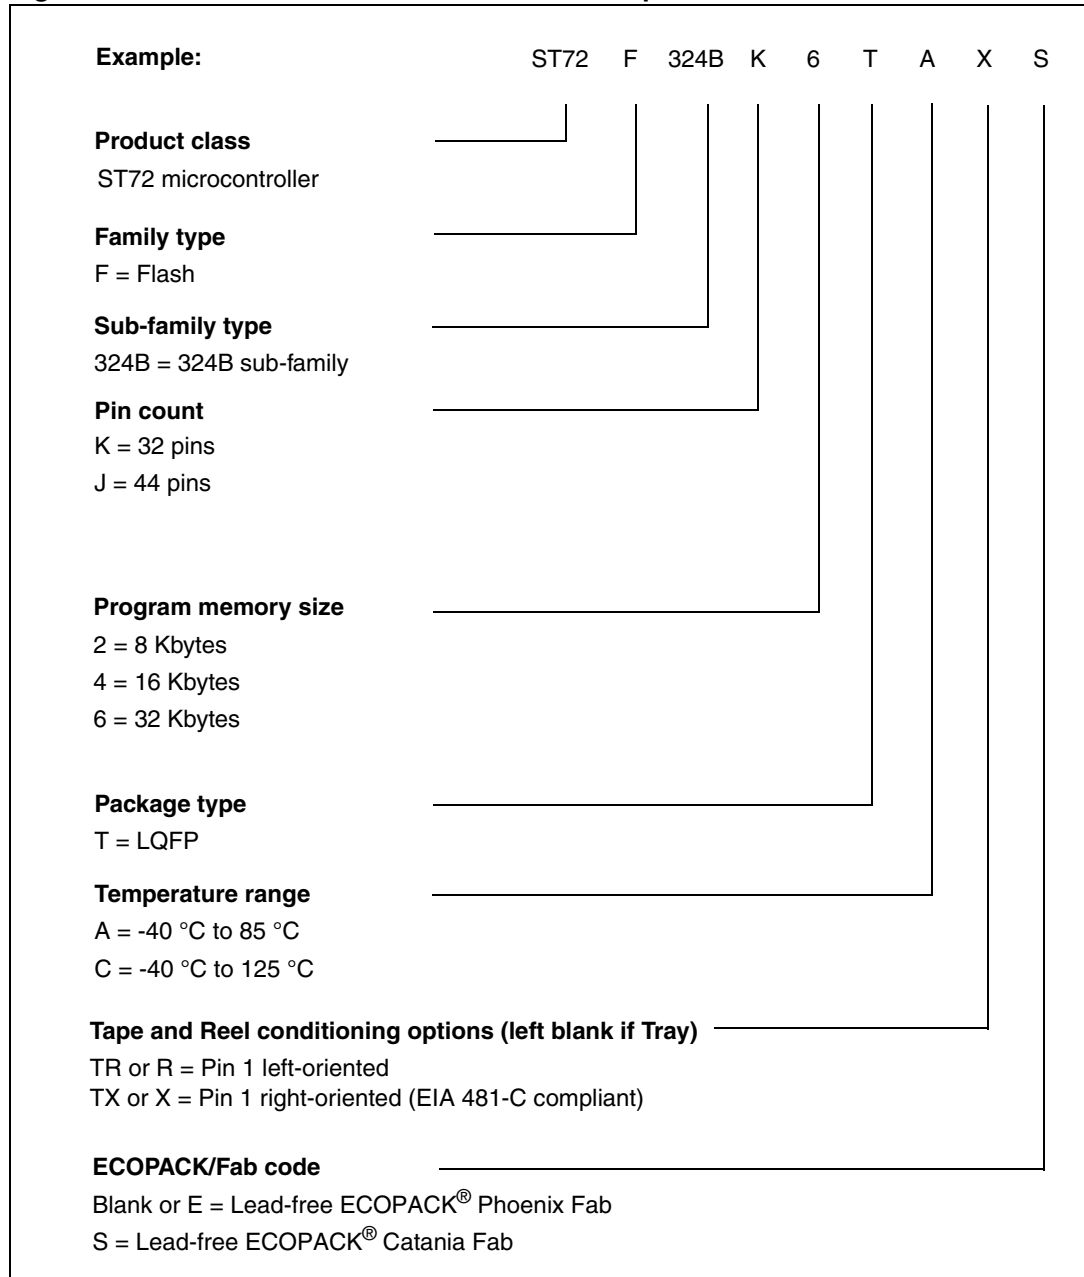 Example: ST72 F 324B K 6 T A X S
Product class
ST72 microcontroller
Family type
F = Flash
Sub-family type
324B = 324B sub-family
Pin count
K = 32 pins
J = 44 pins
Program memory size
2 = 8 Kbytes
4 = 16 Kbytes
6 = 32 Kbytes
Package type
T = LQFP
Temperature range
A = -40 °C to 85 °C
C = -40 °C to 125 °C
Tape and Reel conditioning options (left blank if Tray)
TR or R = Pin 1 left-oriented
TX or X = Pin 1 right-oriented (EIA 481-C compliant)
ECOPACK/Fab code
Blank or E = Lead-free ECOPACK® Phoenix Fab
S = Lead-free ECOPACK® Catania Fab